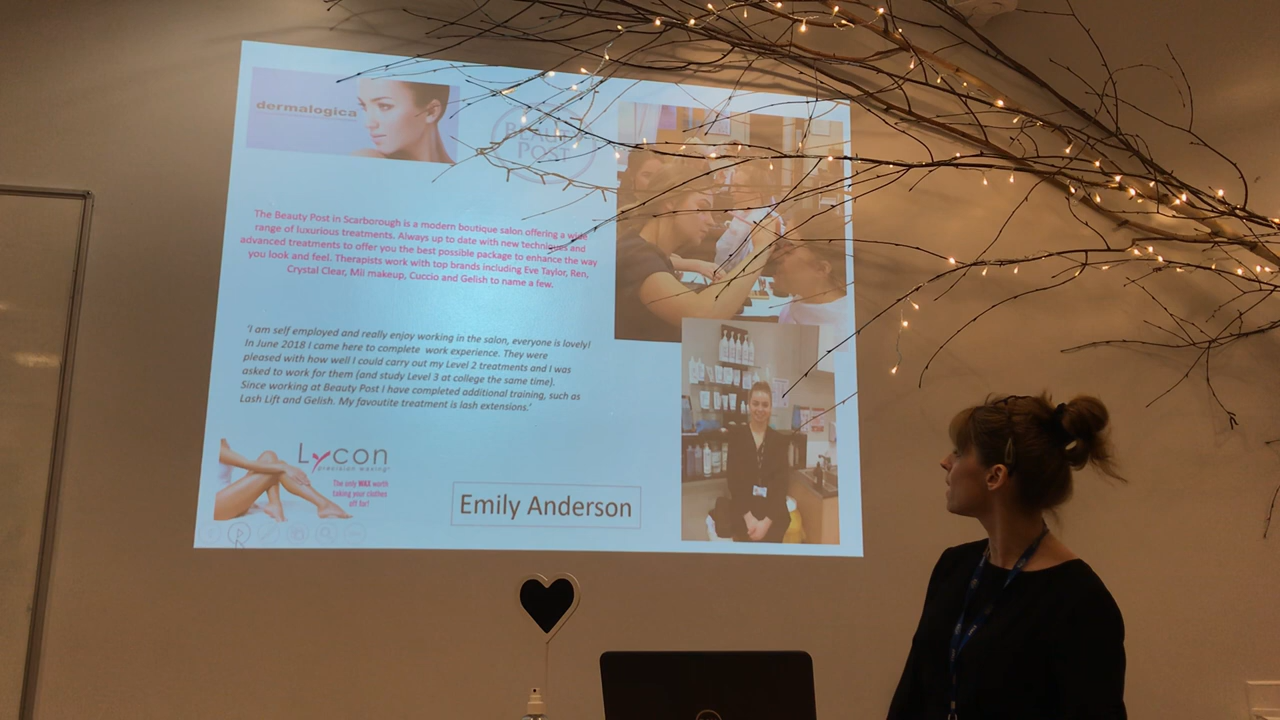 dermalogica
BEAUTY
POST
The Beauty Post in Scarborough is a modern boutique salon offering a wide
range of luxurious treatments. Always up to date with new techniques and
advanced treatments to offer you the best possible package to enhance the way
you look and feel. Therapists work with top brands including Eve Taylor, Ren,
Crystal Clear, Mii makeup, Cuccio and Gelish to name a few.
'I am self employed and really enjoy working in the salon, everyone is lovely!
In June 2018 I came here to complete work experience. They were
pleased with how well I could carry out my Level 2 treatments and I was
asked to work for them (and study Level 3 at college the same time).
Since working at Beauty Post I have completed additional training, such as
Lash Lift and Gelish. My favoutite treatment is lash extensions.'
Lycon
precision waxing
The only WAX worth
taking your clothes
off for!
Emily Anderson